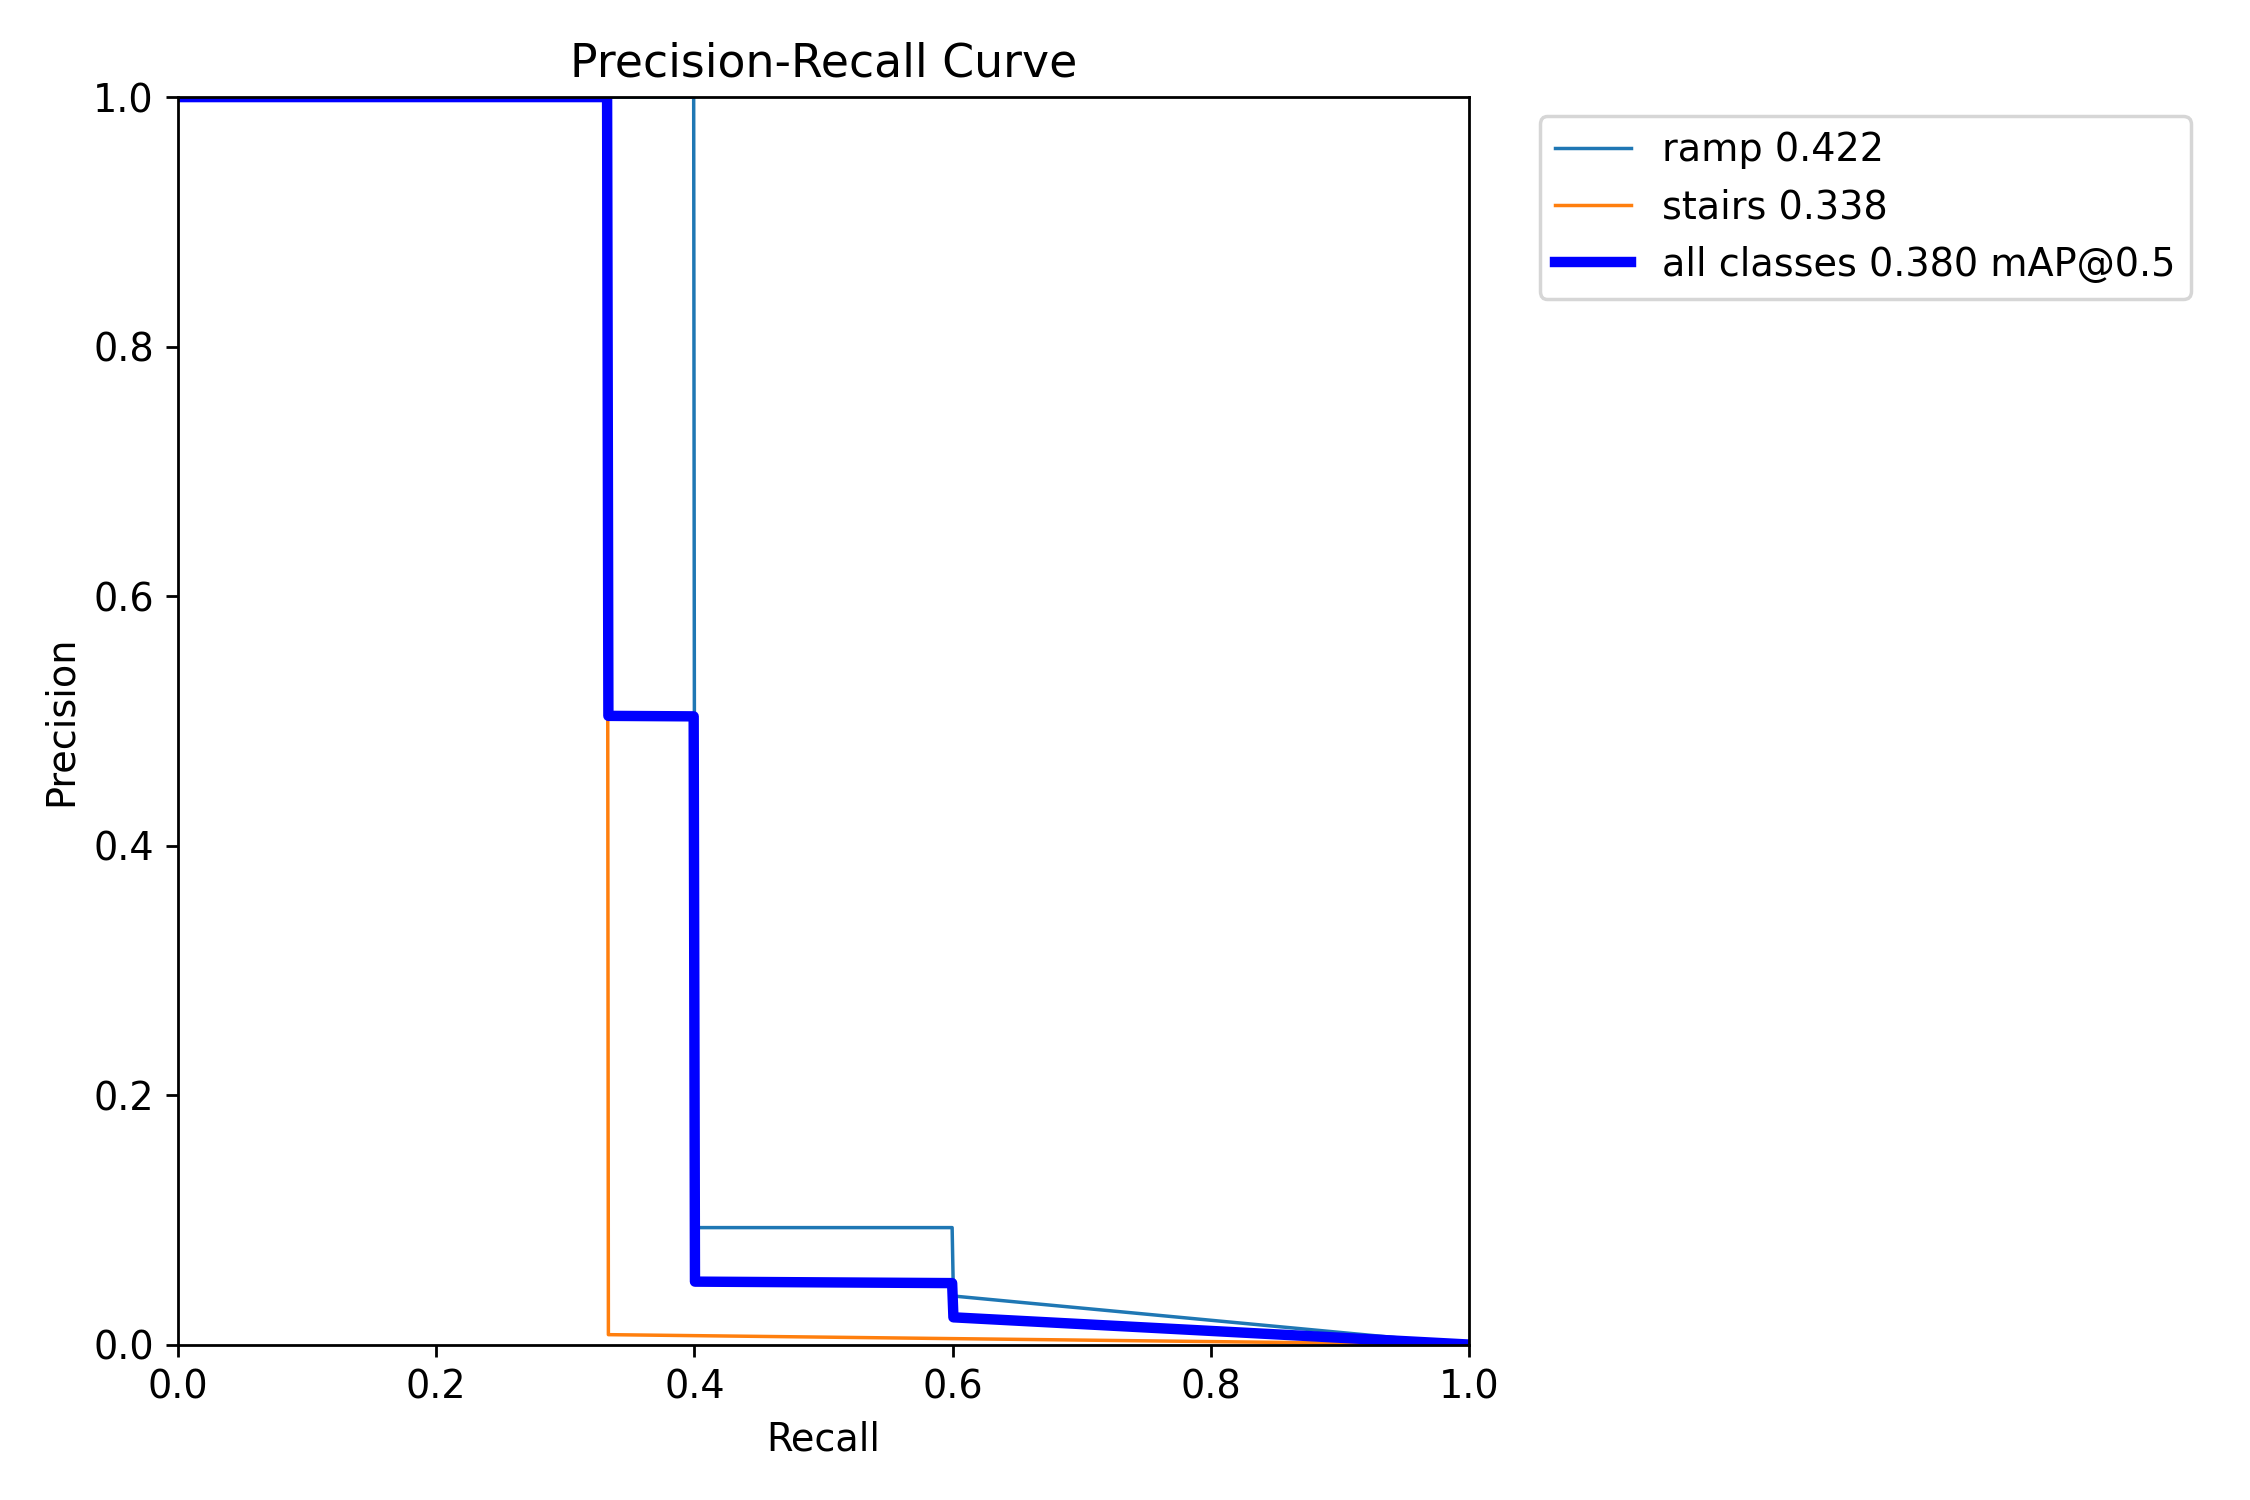 Precision-Recall Curve
1.0
0.8
0.6
0.4
0.2
0.0
Precision
0.0 0.2 0.4 0.6 0.8 1.0
Recall
ramp 0.422
stairs 0.338
all classes 0.380 mAP@0.5